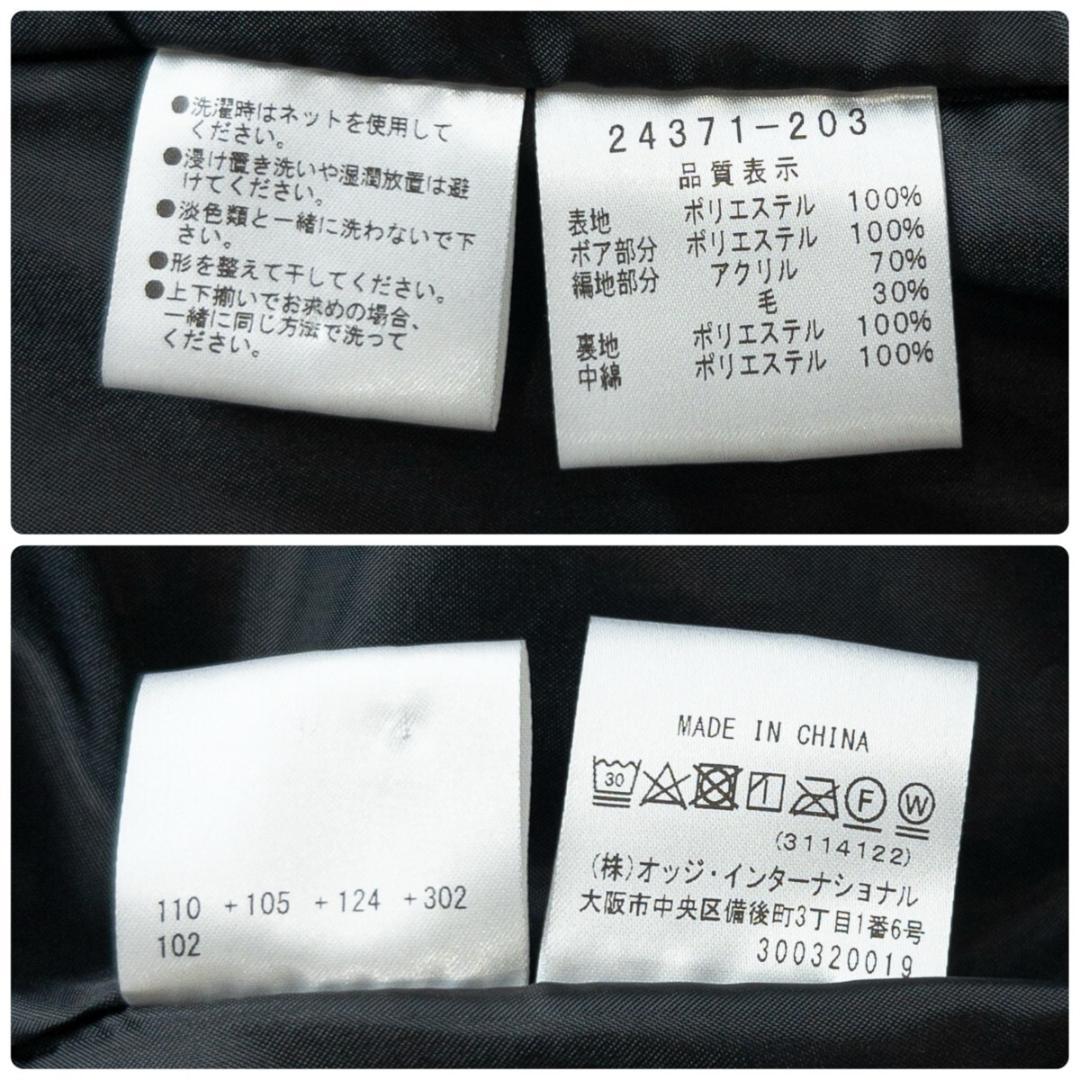 ●洗濯時はネットを使用して
ください。
●浸け置き洗いや湿潤放置は避
けてください。
●淡色類と一緒に洗わないで下
さい。
●形を整えて干してください。
●上下揃いでお求めの場合、
一緒に同じ方法で洗って
ください。
24371-203
品質表示
表地 ポリエステル 100%
ボア部分 ポリエステル 100%
編地部分 アクリル 70%
毛 30%
裏地 ポリエステル 100%
中綿 ポリエステル 100%
110 +105 +124 +302
102
MADE IN CHINA
30 F W
(3114122)
(株)オッジ・インターナショナル
大阪市中央区備後町3丁目1番6号
300320019